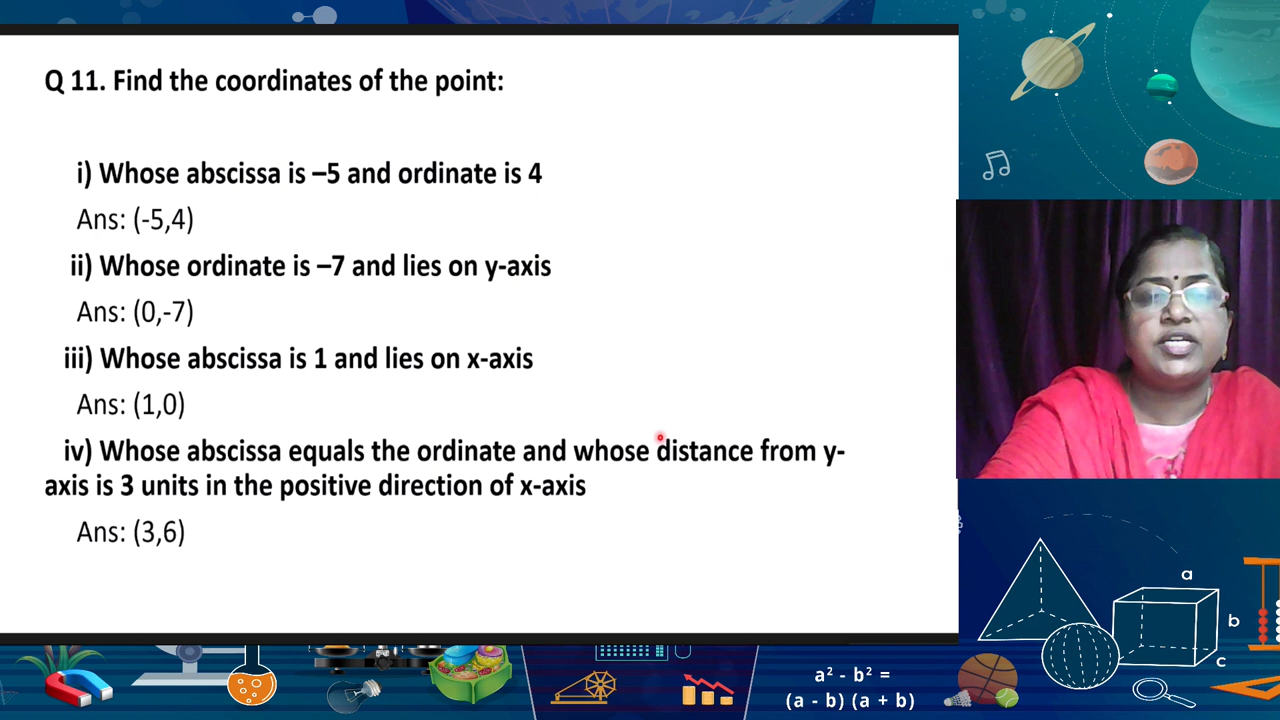 Q 11. Find the coordinates of the point:
i) Whose abscissa is –5 and ordinate is 4
Ans: (-5,4)
ii) Whose ordinate is –7 and lies on y-axis
Ans: (0,-7)
iii) Whose abscissa is 1 and lies on x-axis
Ans: (1,0)
iv) Whose abscissa equals the ordinate and whose distance from y-
axis is 3 units in the positive direction of x-axis
Ans: (3,6)
a
b
c
a² - b² =
(a - b) (a + b)